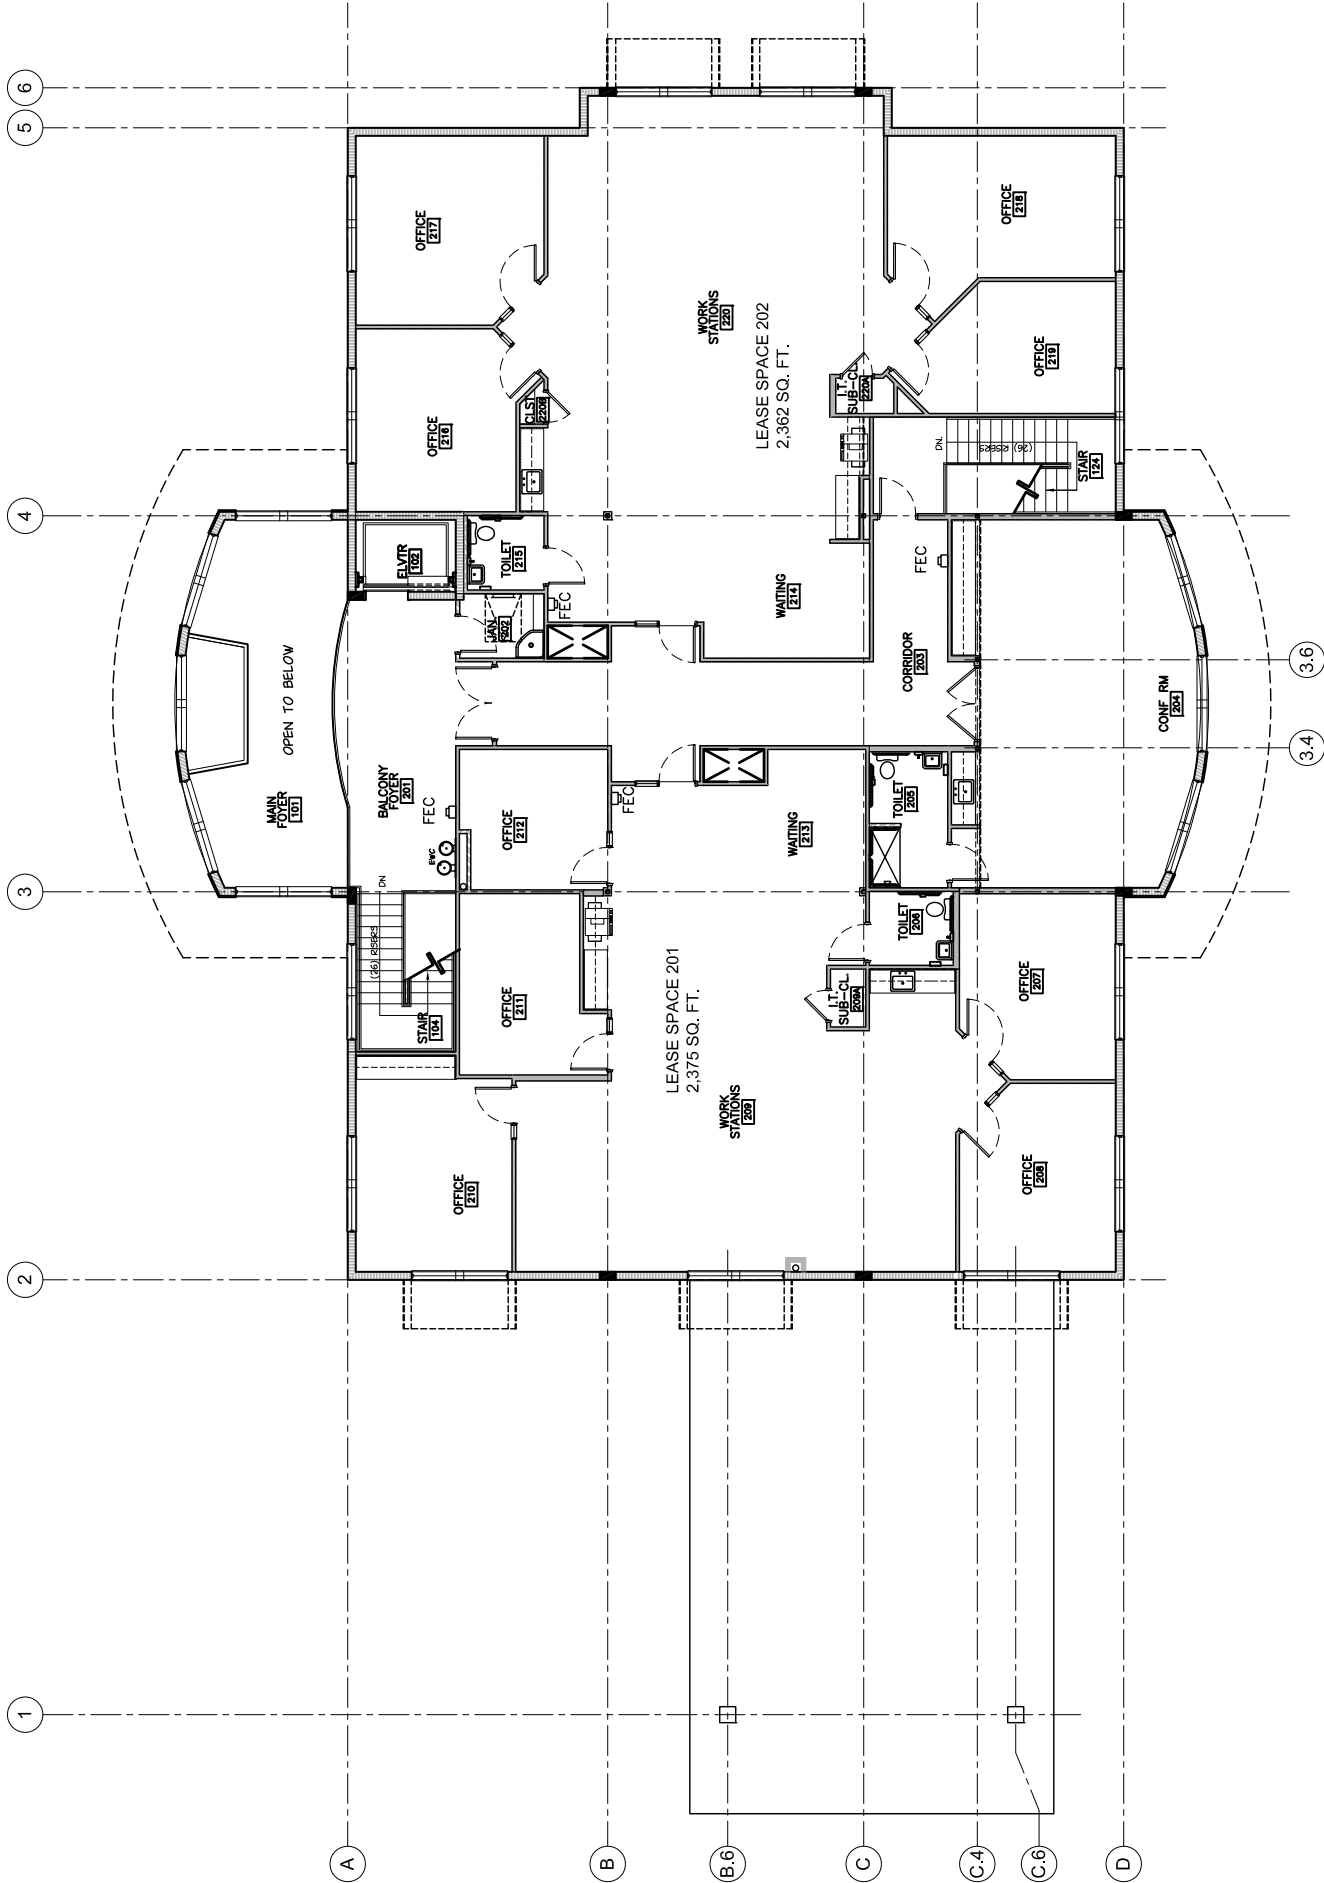 6
5
4
3
2
1
3.6
3.4
A
B
B.6
C
C.4
C.6
D
OFFICE
217
OFFICE
216
ELVTR
102
TOILET
215
JAN
202
CLST
220B
FEC
OPEN TO BELOW
MAIN
FOYER
101
BALCONY
FOYER
201
FEC
EWC
DN
(26) RISERS
STAIR
104
OFFICE
212
FEC
OFFICE
211
OFFICE
210
WORK
STATIONS
220
LEASE SPACE 202
2,362 SQ. FT.
WAITING
214
WAITING
213
LEASE SPACE 201
2,375 SQ. FT.
WORK
STATIONS
209
I.T.
SUB-CL.
220A
OFFICE
218
OFFICE
219
DN.
(26) RISERS
STAIR
124
FEC
CORRIDOR
203
CONF RM
204
TOILET
205
TOILET
206
I.T.
SUB-CL.
209A
OFFICE
207
OFFICE
208